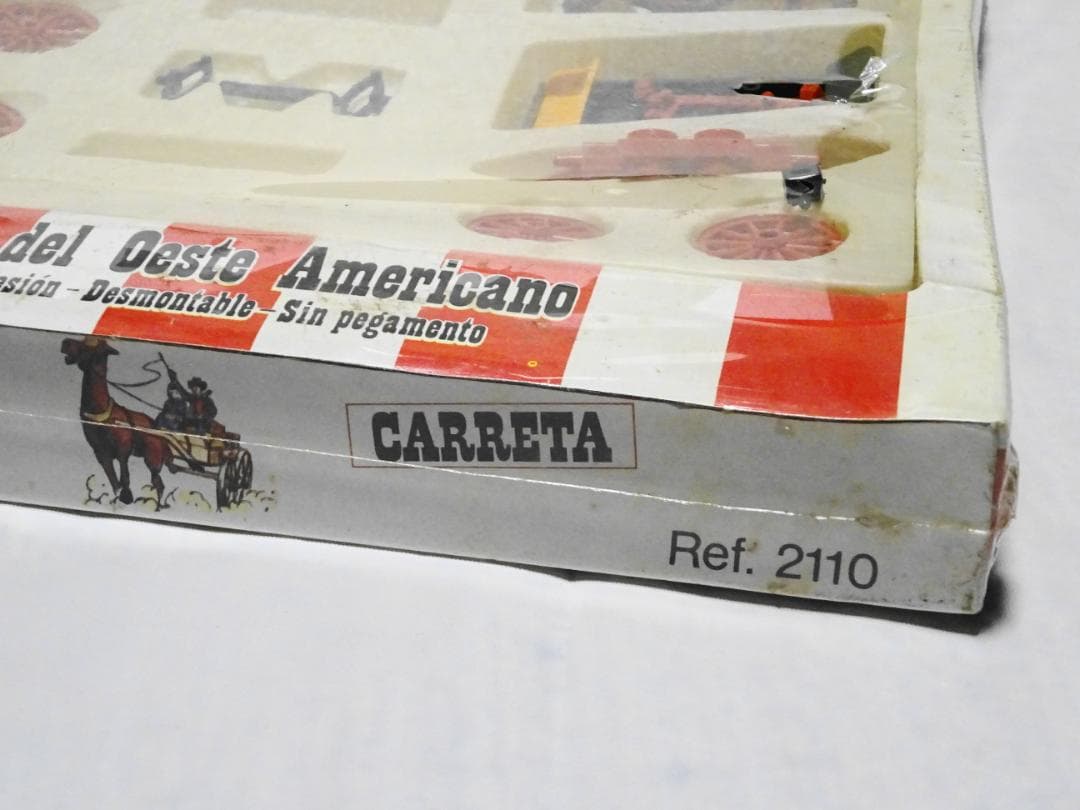 del Oeste Americano
Desmontable - Sin pegamento
CARRETA
Ref. 2110